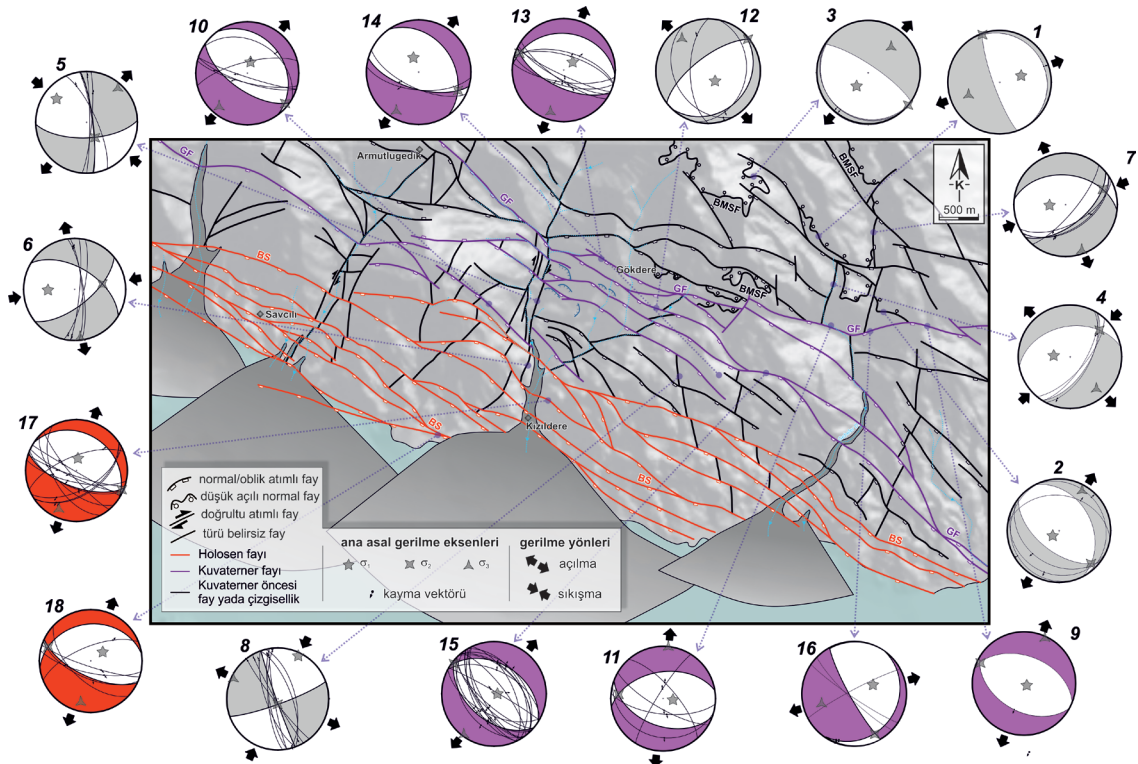 10
14
13
12
3
1
5
7
6
4
17
2
18
8
15
11
16
9
GF
Armutlugedik
BMSF
BMSF
BMSF
-K-
500 m
BS
Gökdere
BMSF
GF
GF
Savcılı
BS
Kızıldere
BS
BS
GF
normal/oblik atımlı fay
düşük açılı normal fay
doğrultu atımlı fay
türü belirsiz fay
Holosen fayı
Kuvaterner fayı
Kuvaterner öncesi
fay yada çizgisellik
ana asal gerilme eksenleri
σ1 σ2 σ3
kayma vektörü
gerilme yönleri
açılma
sıkışma